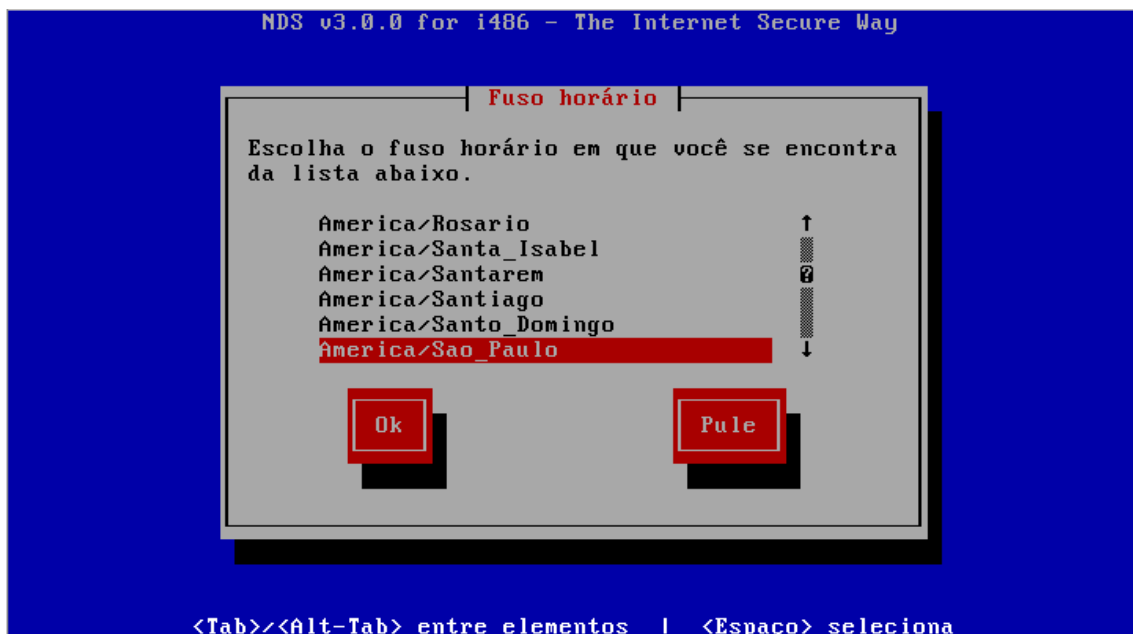 NDS v3.0.0 for i486 - The Internet Secure Way
Fuso horário
Escolha o fuso horário em que você se encontra
da lista abaixo.
America/Rosario
America/Santa_Isabel
America/Santarem
America/Santiago
America/Santo_Domingo
America/Sao_Paulo
Ok Pule
<Tab>/<Alt-Tab> entre elementos | <Espaco> seleciona